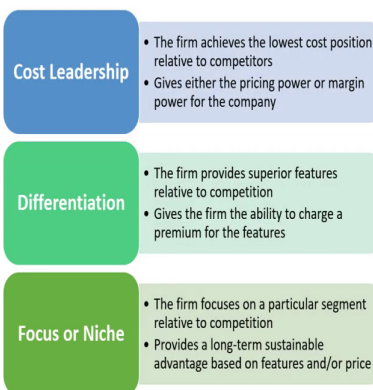 Cost Leadership
• The firm achieves the lowest cost position
relative to competitors
• Gives either the pricing power or margin
power for the company
Differentiation
• The firm provides superior features
relative to competition
• Gives the firm the ability to charge a
premium for the features
Focus or Niche
• The firm focuses on a particular segment
relative to competition
• Provides a long-term sustainable
advantage based on features and/or price